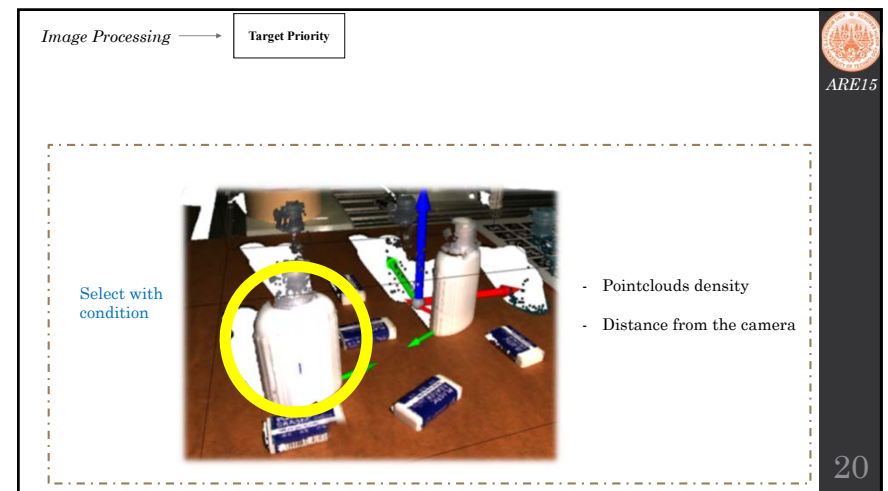 Image Processing
Target Priority
ARE15
Select with
condition
- Pointclouds density
- Distance from the camera
20